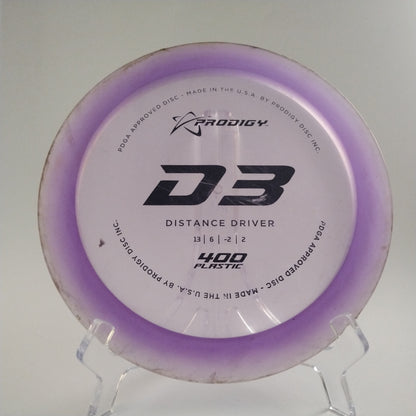 PDGA APPROVED DISC - MADE IN THE U.S.A. BY PRODIGY DISC INC.
PRODIGY
D3
DISTANCE DRIVER
13 | 6 | -2 | 2
400
PLASTIC
PDGA APPROVED DISC - MADE IN THE U.S.A. BY PRODIGY DISC INC.